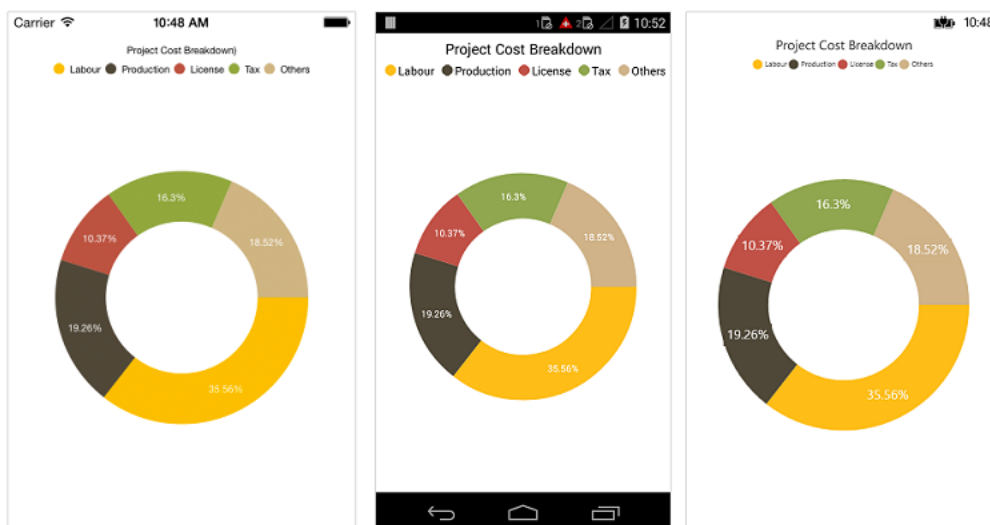 Carrier 10:48 AM
Project Cost Breakdown)
Labour Production License Tax Others
16.3%
10.37%
18.52%
19.26%
35.56%
1 2 10:52
Project Cost Breakdown
Labour Production License Tax Others
16.3%
10.37%
18.52%
19.26%
35.56%
10:48
Project Cost Breakdown
Labour Production License Tax Others
16.3%
10.37%
18.52%
19.26%
35.56%